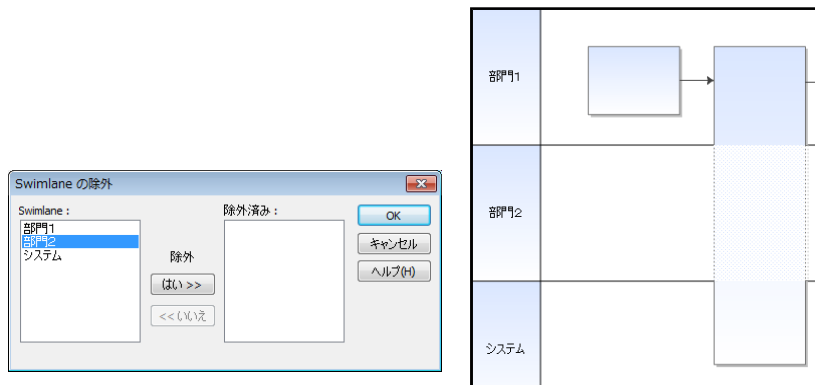 Swimlane の除外
Swimlane :
部門1
部門2
システム
除外
はい >>
<< いいえ
除外済み :
OK
キャンセル
ヘルプ(H)
部門1
部門2
システム